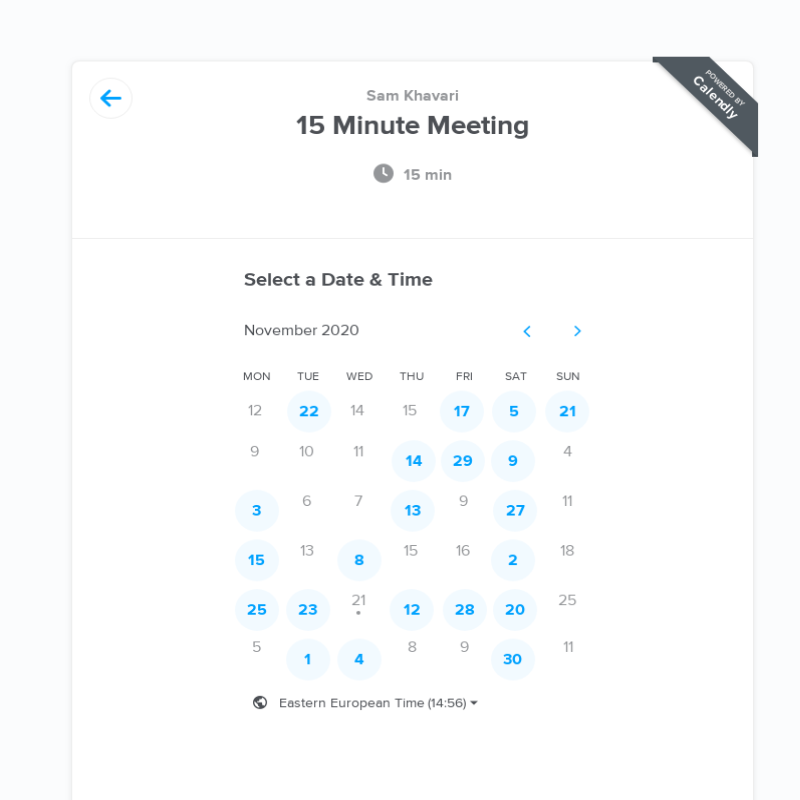 POWERED BY
Calendly
Sam Khavari
15 Minute Meeting
15 min
Select a Date & Time
November 2020
MON TUE WED THU FRI SAT SUN
12 22 14 15 17 5 21
9 10 11 14 29 9 4
3 6 7 13 9 27 11
15 13 8 15 16 2 18
25 23 21 12 28 20 25
5 1 4 8 9 30 11
Eastern European Time (14:56)